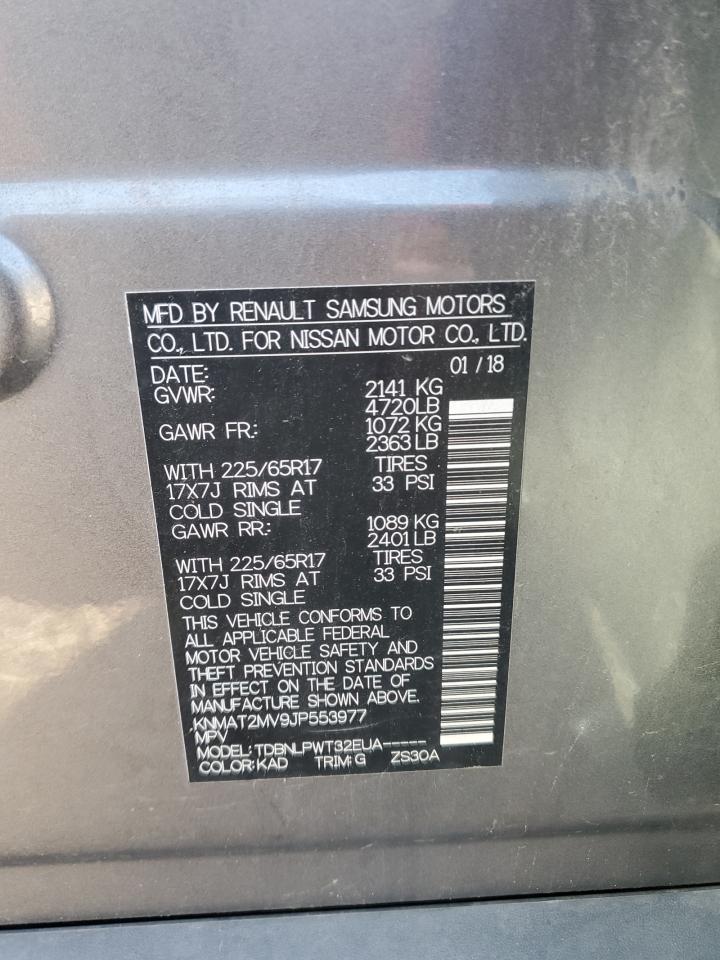 MFD BY RENAULT SAMSUNG MOTORS
CO., LTD. FOR NISSAN MOTOR CO., LTD.
DATE: 01 / 18
GVWR: 2141 KG
4720LB
GAWR FR.: 1072 KG
2363 LB
WITH 225/65R17 TIRES
17X7J RIMS AT 33 PSI
COLD SINGLE
GAWR RR.: 1089 KG
2401 LB
WITH 225/65R17 TIRES
17X7J RIMS AT 33 PSI
COLD SINGLE
THIS VEHICLE CONFORMS TO
ALL APPLICABLE FEDERAL
MOTOR VEHICLE SAFETY AND
THEFT PREVENTION STANDARDS
IN EFFECT ON THE DATE OF
MANUFACTURE SHOWN ABOVE.
KNMAT2MV9JP553977
MPV
MODEL: TDBNLPWT32EUA-----
COLOR: KAD TRIM: G ZS30A